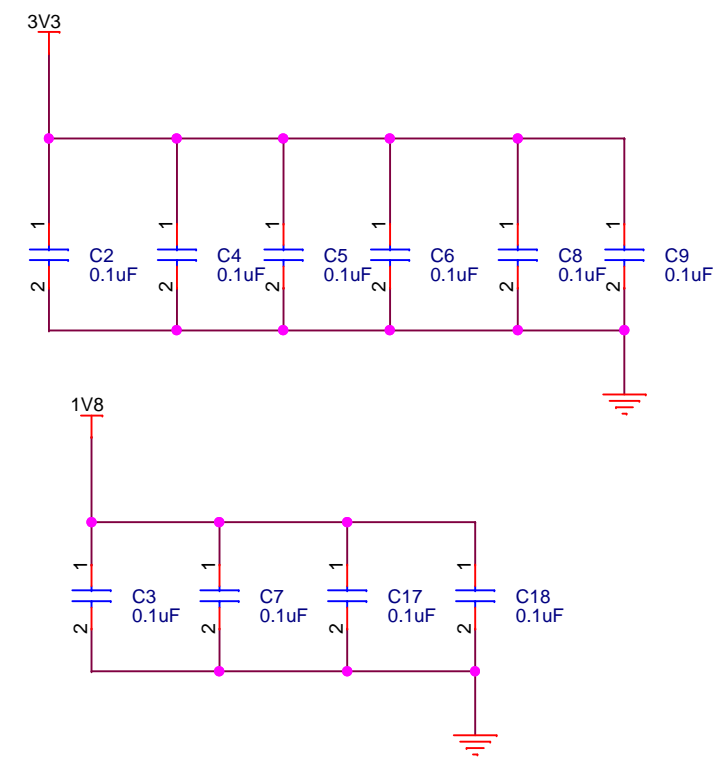 3V3
1 1 1 1 1 1
C2 C4 C5 C6 C8 C9
0.1uF 0.1uF 0.1uF 0.1uF 0.1uF 0.1uF
2 2 2 2 2 2
1V8
1 1 1 1
C3 C7 C17 C18
0.1uF 0.1uF 0.1uF 0.1uF
2 2 2 2